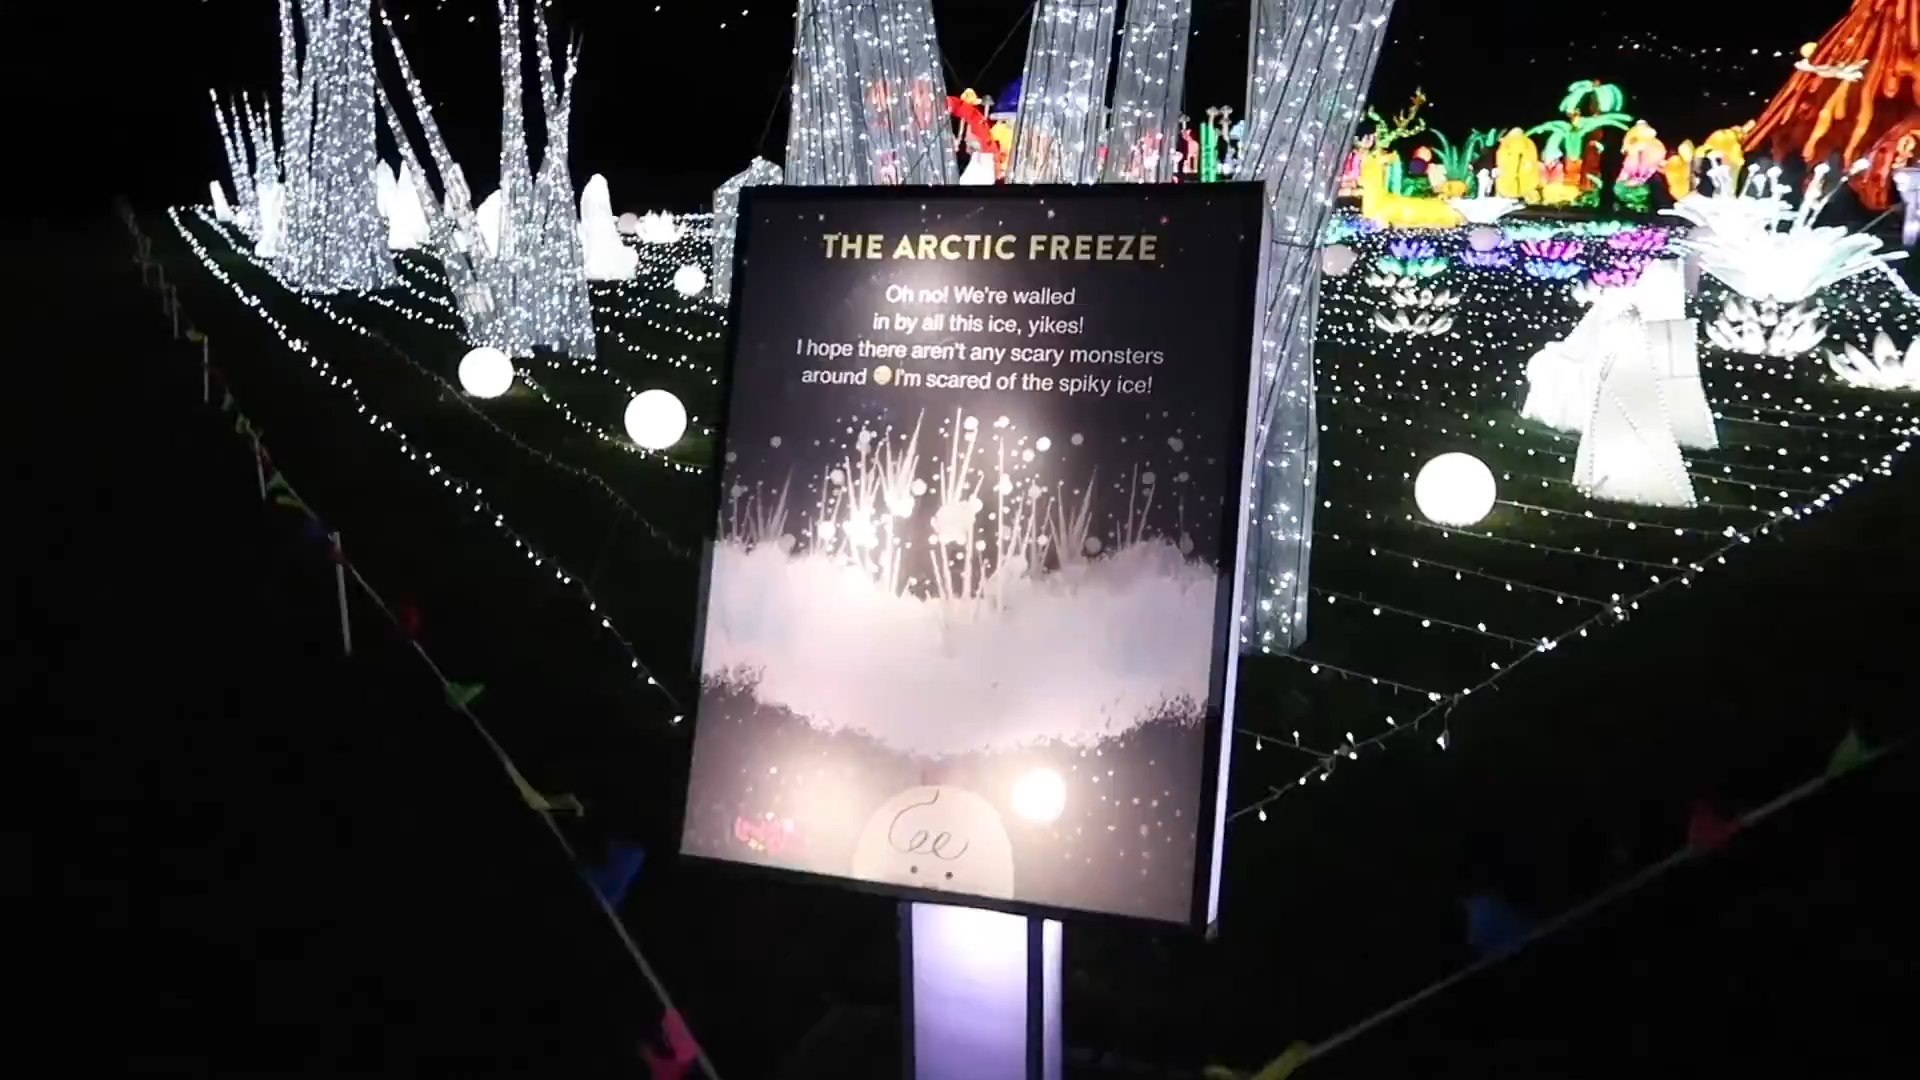 THE ARCTIC FREEZE
Oh no! We're walled
in by all this ice, yikes!
I hope there aren't any scary monsters
around I'm scared of the spiky ice!